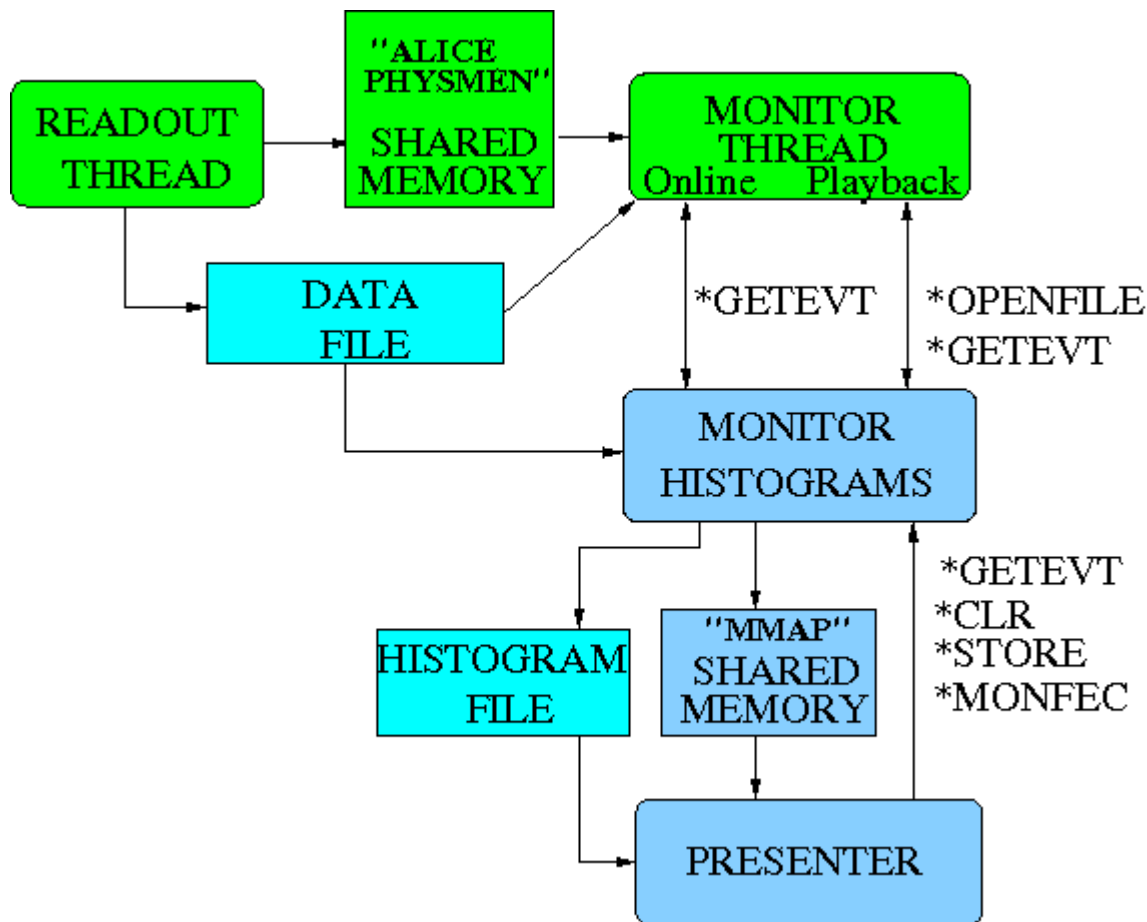 "ALICE
PHYSMEN"
SHARED
MEMORY
READOUT
THREAD
MONITOR
THREAD
Online Playback
DATA
FILE
*GETEVT
*OPENFILE
*GETEVT
MONITOR
HISTOGRAMS
*GETEVT
*CLR
*STORE
*MONFEC
HISTOGRAM
FILE
"MMAP"
SHARED
MEMORY
PRESENTER